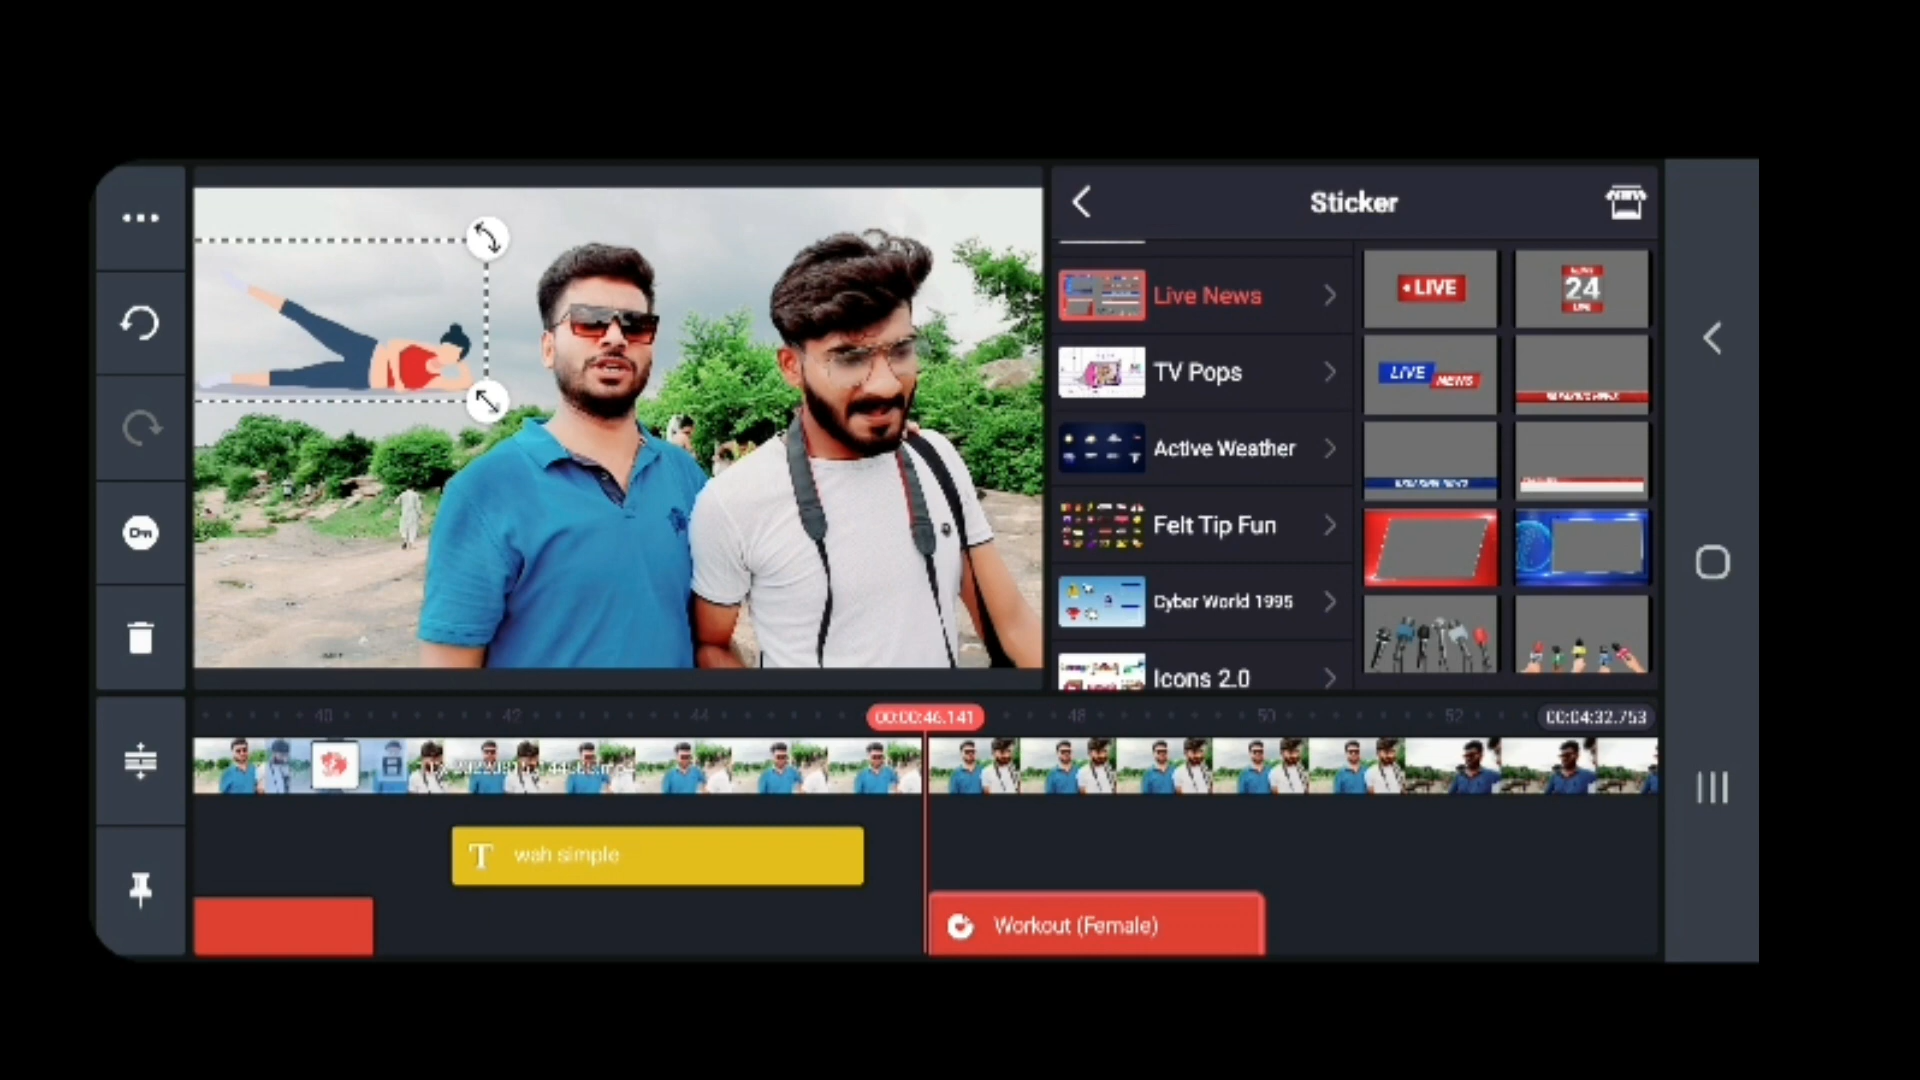 Sticker
Live News
TV Pops
Active Weather
Felt Tip Fun
Cyber World 1995
Icons 2.0
LIVE
24
LIVE
NEWS
40
42
44
00:00:46.141
48
50
52
00:04:32.753
T wah simple
Workout (Female)